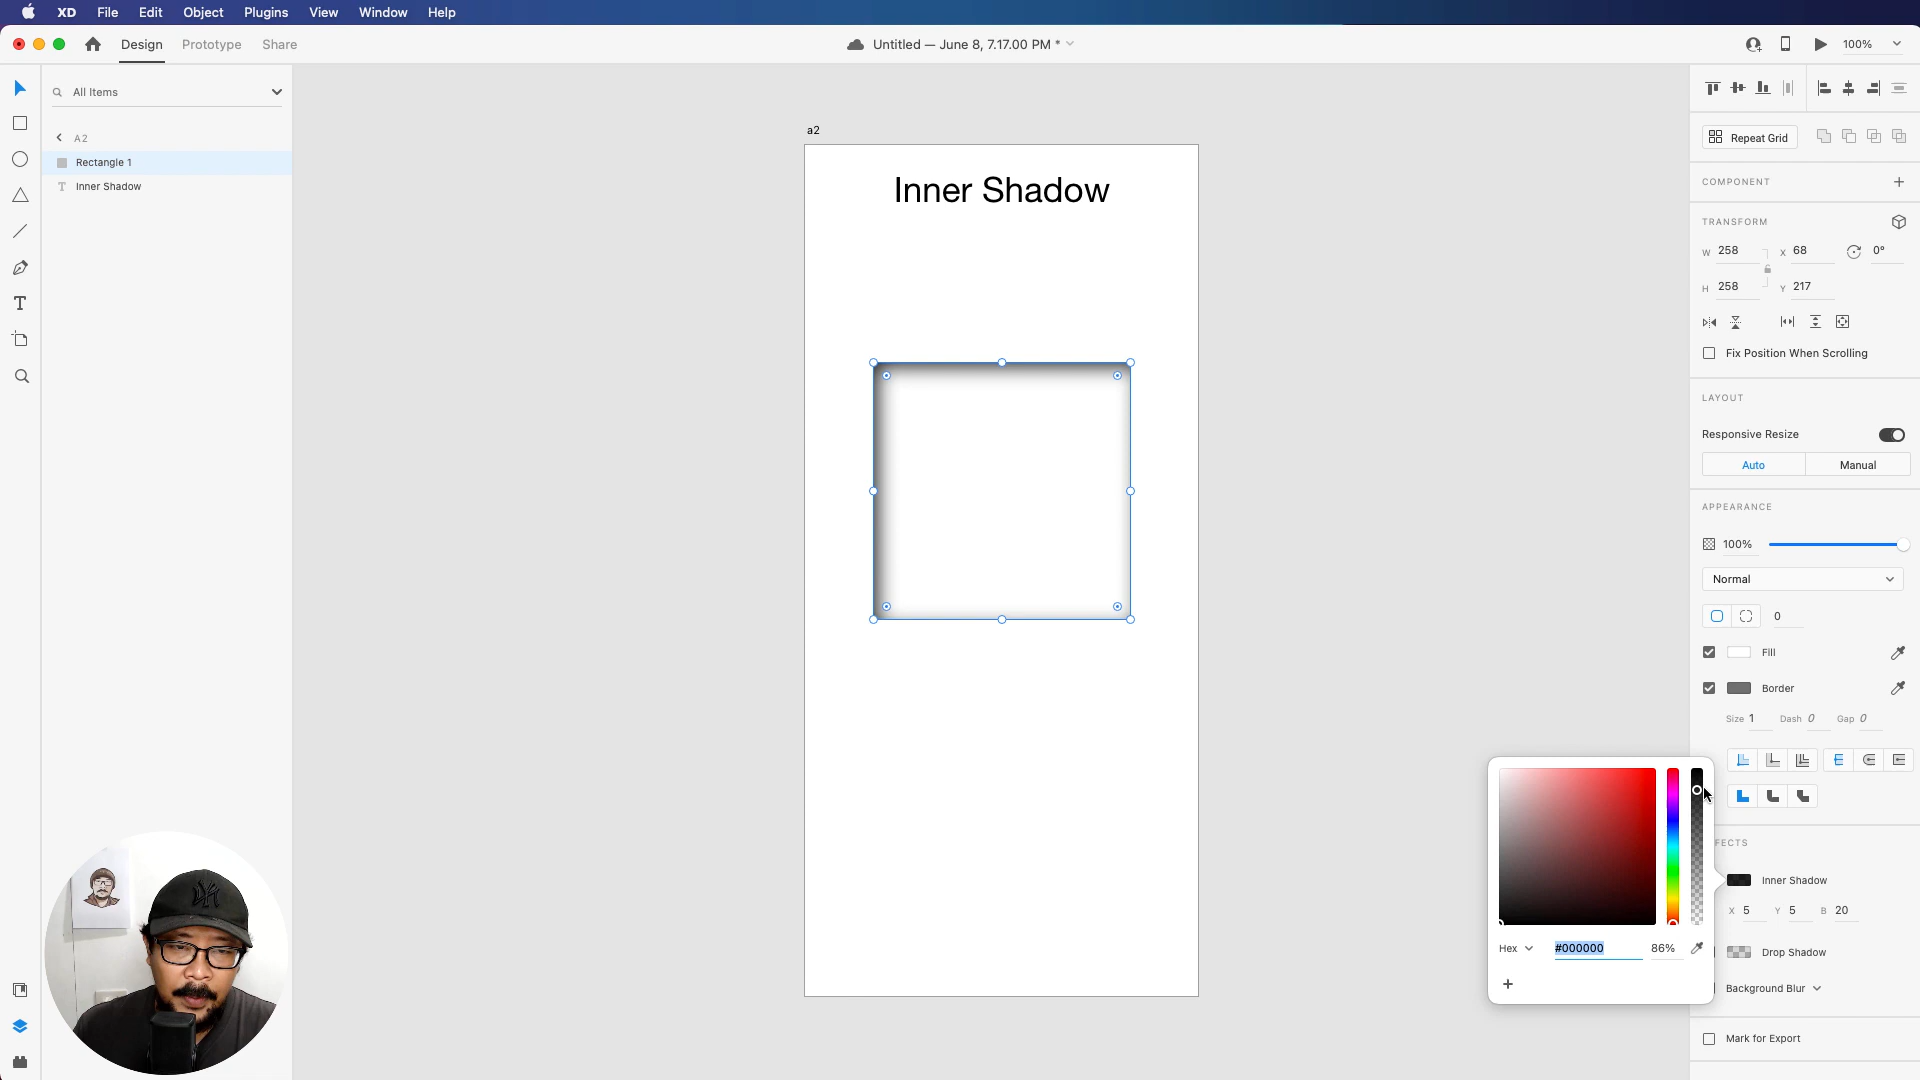 XD File Edit Object Plugins View Window Help
Design Prototype Share
Untitled — June 8, 7.17.00 PM *
100%
All Items
A2
Rectangle 1
Inner Shadow
a2
Inner Shadow
Repeat Grid
COMPONENT
TRANSFORM
W 258 X 68 0°
H 258 Y 217
Fix Position When Scrolling
LAYOUT
Responsive Resize
Auto Manual
APPEARANCE
100%
Normal
0
Fill
Border
Size 1 Dash 0 Gap 0
FECTS
Inner Shadow
X 5 Y 5 B 20
Drop Shadow
Background Blur
Mark for Export
Hex #000000 86%